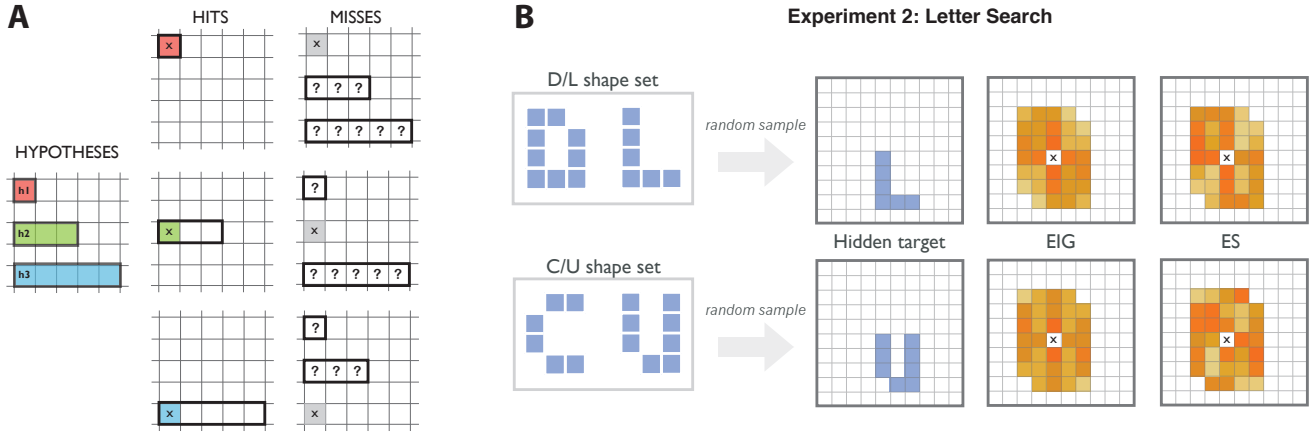 A
HITS
MISSES
x
x
? ? ?
? ? ? ? ?
HYPOTHESES
h1
h2
h3
?
x
x
? ? ? ? ?
?
? ? ?
x
x
B
Experiment 2: Letter Search
D/L shape set
random sample
x
x
Hidden target
EIG
ES
C/U shape set
random sample
x
x